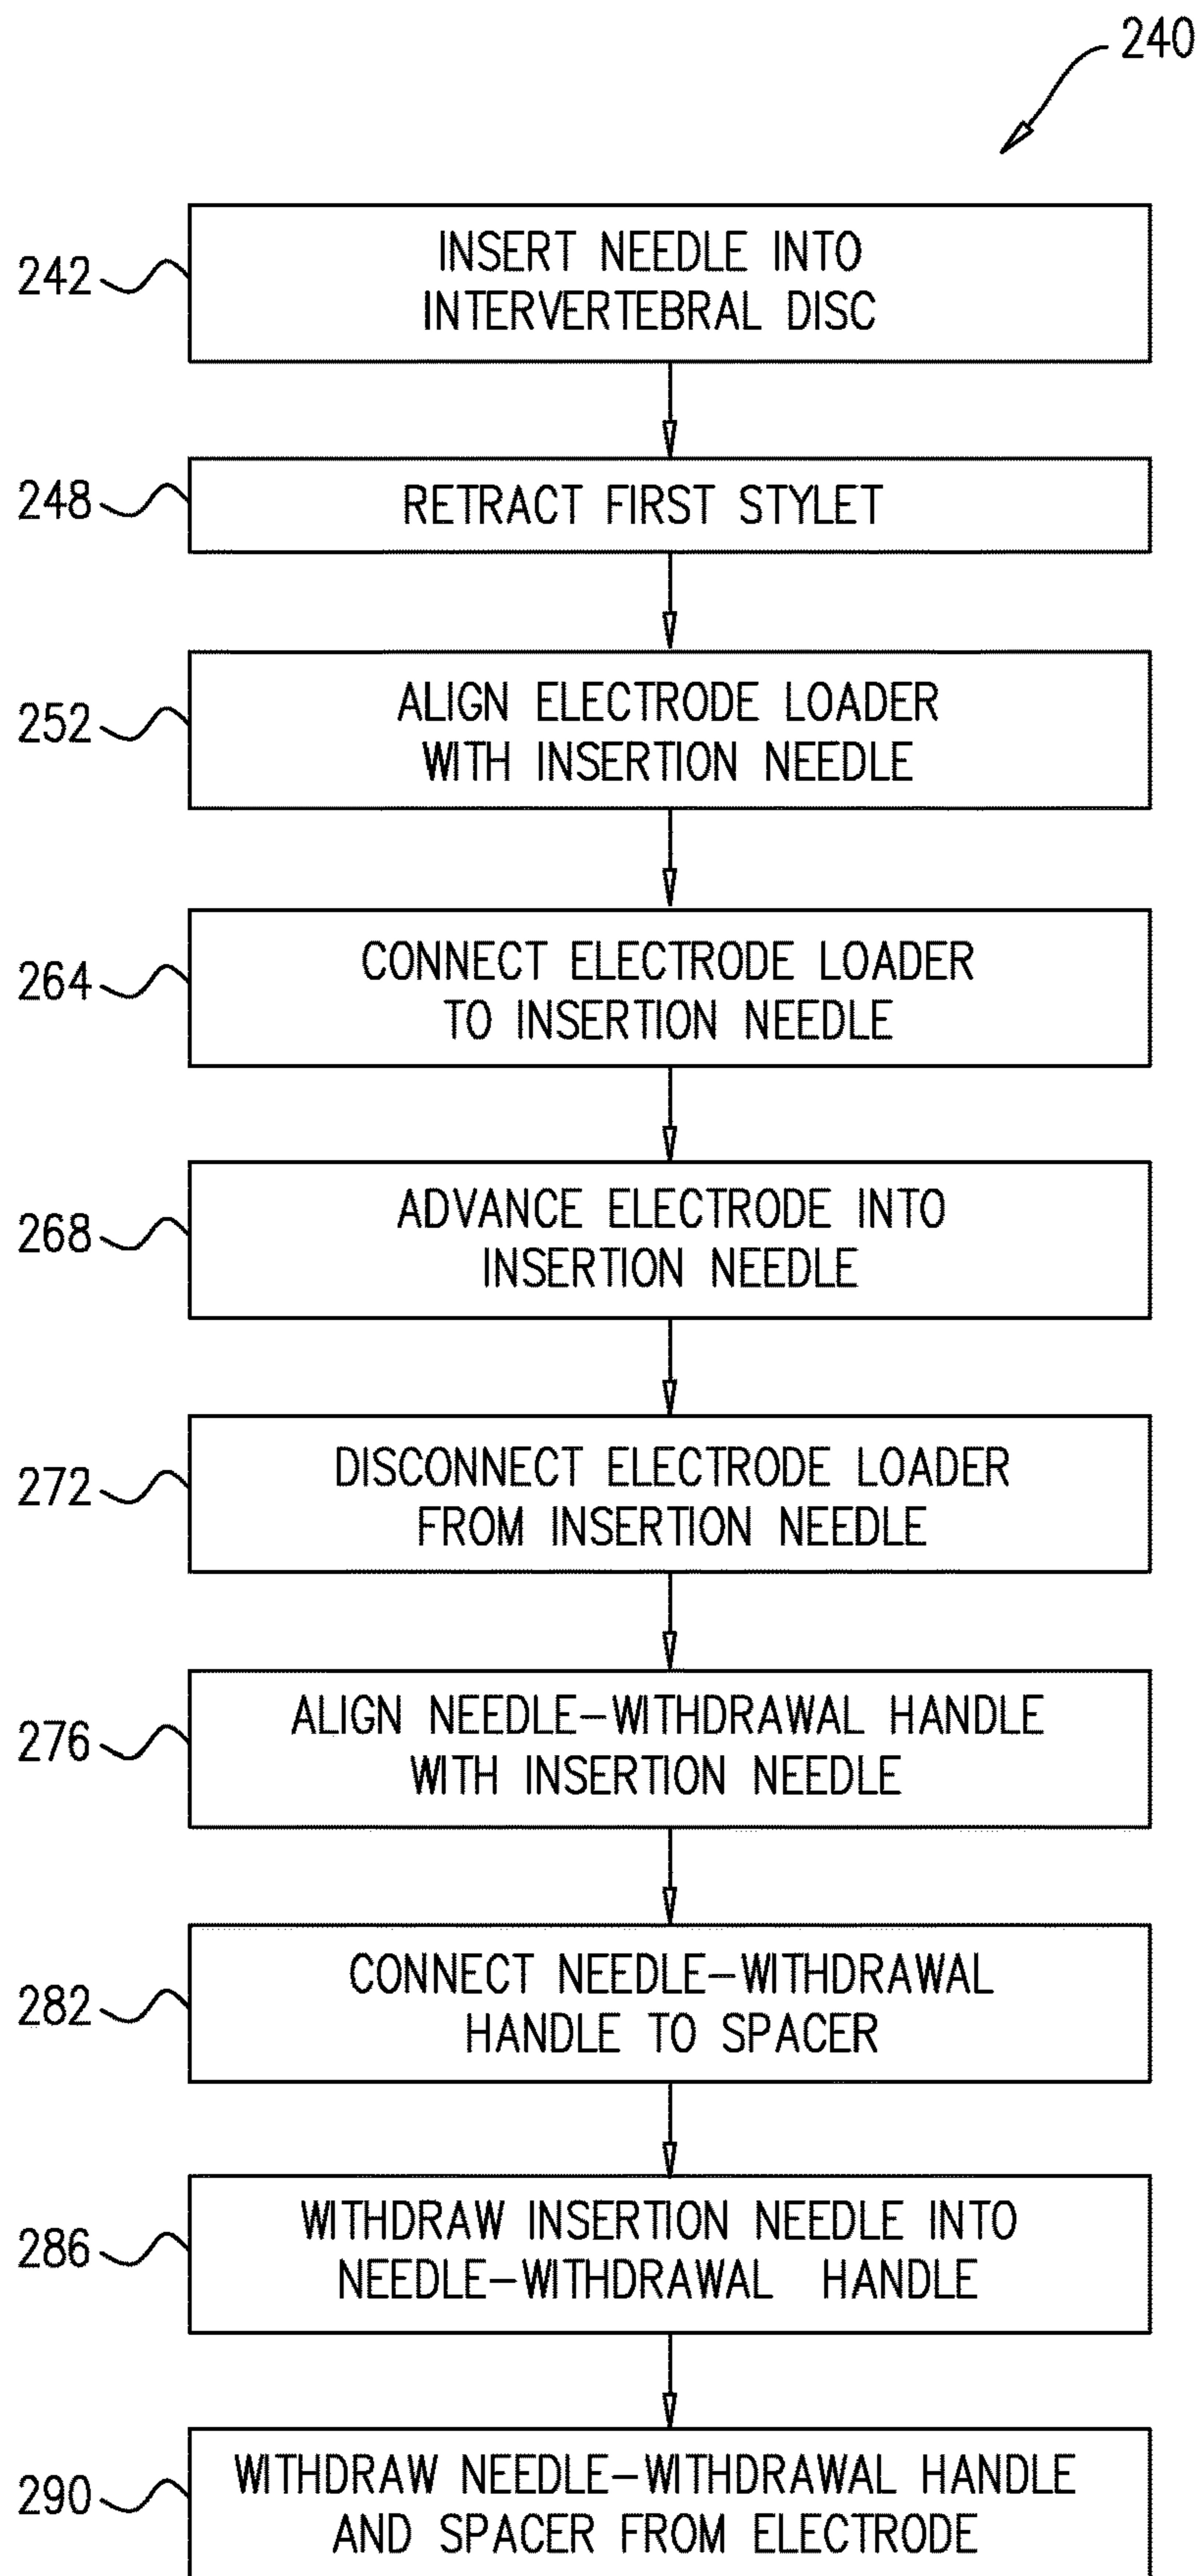 240
242
INSERT NEEDLE INTO
INTERVERTEBRAL DISC
248
RETRACT FIRST STYLET
252
ALIGN ELECTRODE LOADER
WITH INSERTION NEEDLE
264
CONNECT ELECTRODE LOADER
TO INSERTION NEEDLE
268
ADVANCE ELECTRODE INTO
INSERTION NEEDLE
272
DISCONNECT ELECTRODE LOADER
FROM INSERTION NEEDLE
276
ALIGN NEEDLE-WITHDRAWAL HANDLE
WITH INSERTION NEEDLE
282
CONNECT NEEDLE-WITHDRAWAL
HANDLE TO SPACER
286
WITHDRAW INSERTION NEEDLE INTO
NEEDLE-WITHDRAWAL HANDLE
290
WITHDRAW NEEDLE-WITHDRAWAL HANDLE
AND SPACER FROM ELECTRODE